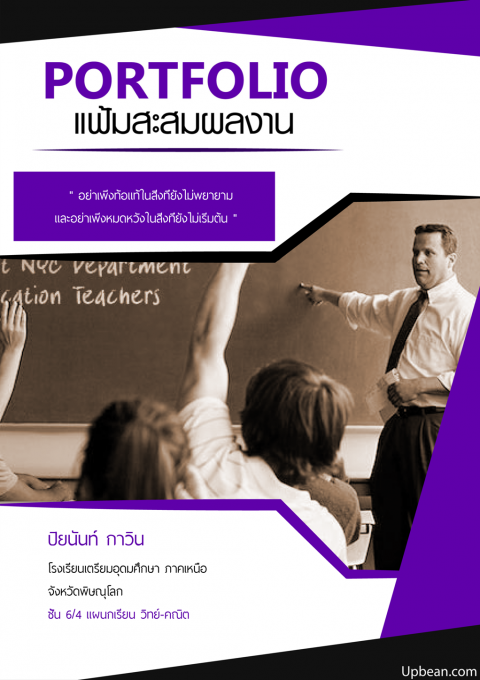 PORTFOLIO
แฟ้มสะสมผลงาน
" อย่าเพิ่งท้อแท้ในสิ่งที่ยังไม่พยายาม
และอย่าเพิ่งหมดหวังในสิ่งที่ยังไม่เริ่มต้น "
NYC Department
cation Teachers
ปิยนันท์ กาวิน
โรงเรียนเตรียมอุดมศึกษา ภาคเหนือ
จังหวัดพิษณุโลก
ชั้น 6/4 แผนกเรียน วิทย์-คณิต
Upbean.com